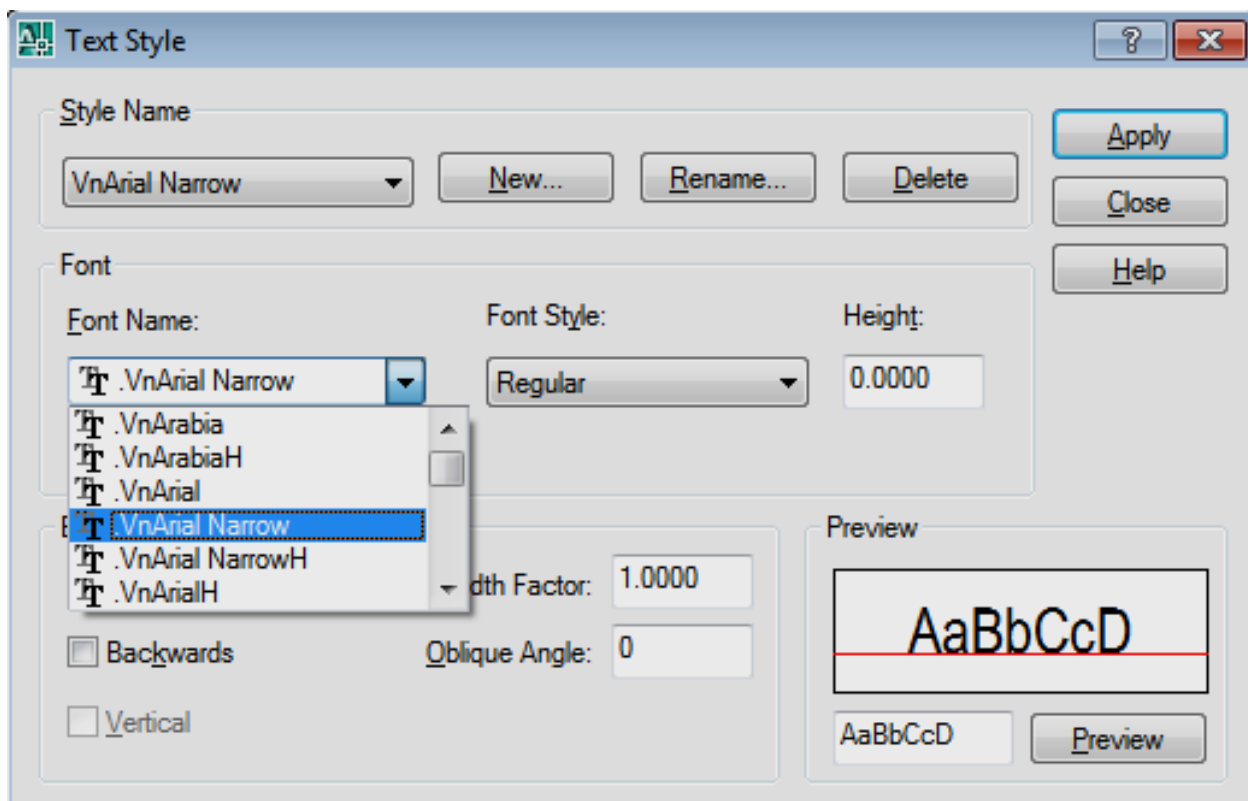 Text Style
Style Name
VnArial Narrow
New...
Rename...
Delete
Apply
Close
Help
Font
Font Name:
Font Style:
Height:
.VnArial Narrow
Regular
0.0000
.VnArabia
.VnArabiaH
.VnArial
.VnArial Narrow
.VnArial NarrowH
.VnArialH
Factor:
1.0000
Backwards
Oblique Angle:
0
Vertical
Preview
AaBbCcD
AaBbCcD
Preview